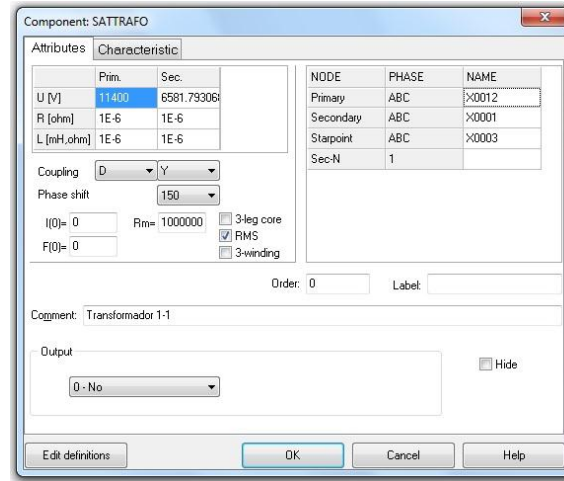 Component: SATTRAFO
Attributes Characteristic
Prim. Sec.
U [V] 11400 6581.79306
R [ohm] 1E-6 1E-6
L [mH,ohm] 1E-6 1E-6
Coupling D Y
Phase shift 150
I(0)= 0 Rm= 1000000 3-leg core
RMS
F(0)= 0
3-winding
NODE PHASE NAME
Primary ABC X0012
Secondary ABC X0001
Starpoint ABC X0003
Sec-N 1
Order: 0 Label:
Comment: Transformador 1-1
Output
Hide
0 - No
Edit definitions OK Cancel Help